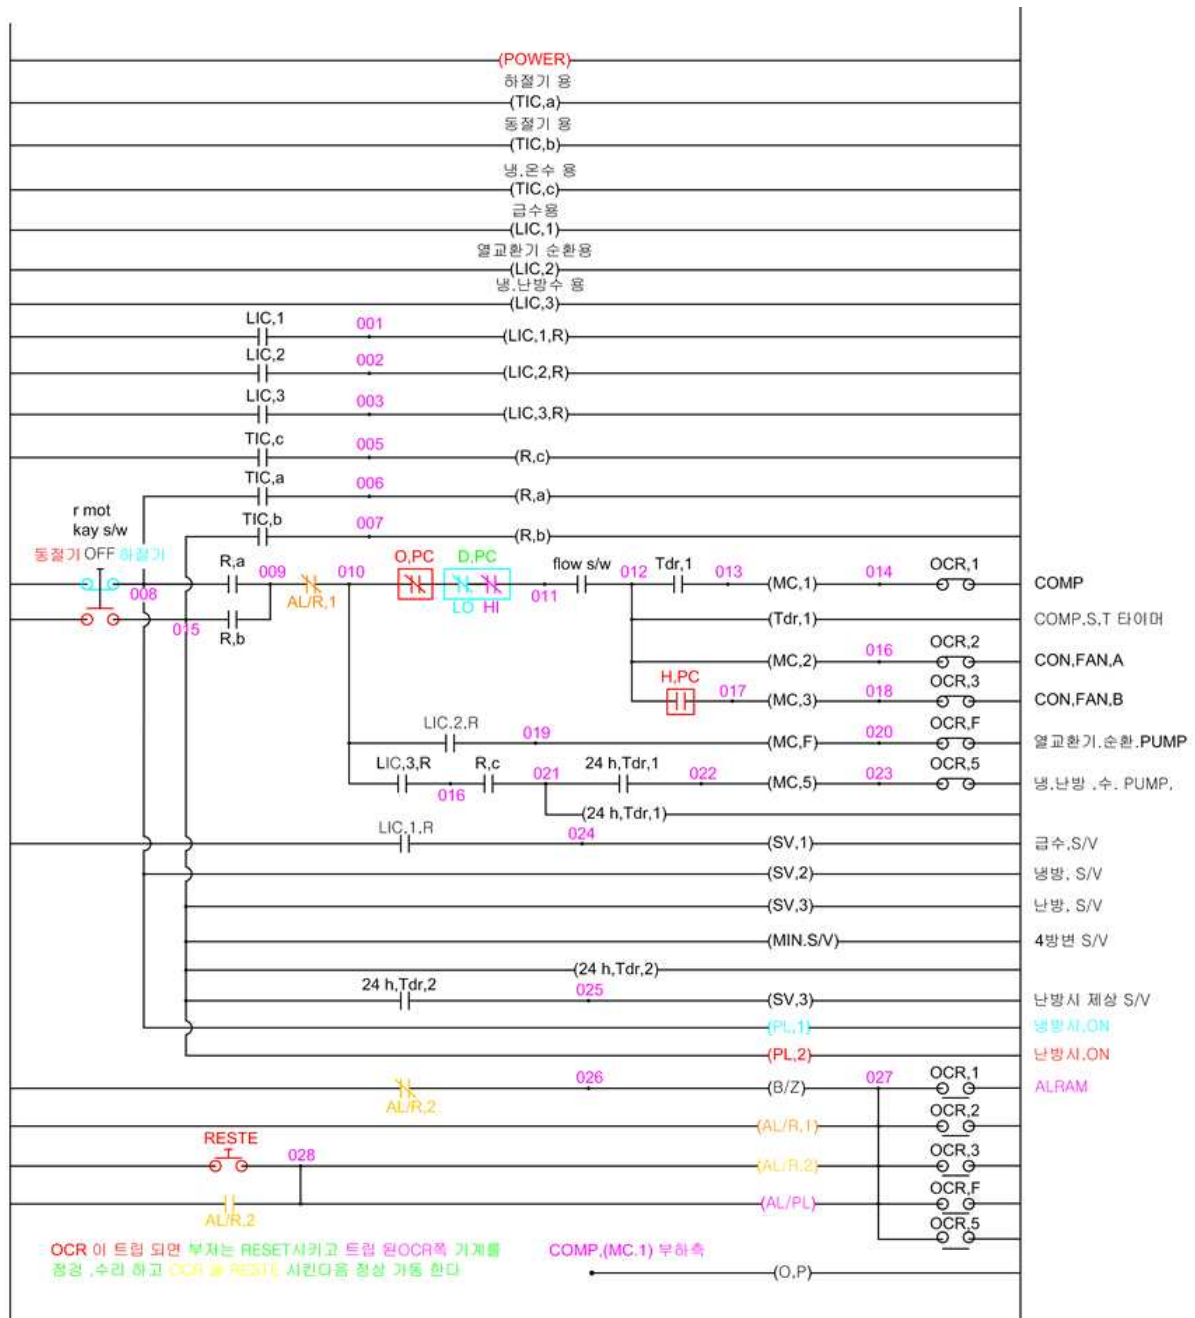 (POWER)
하절기 용
(TIC,a)
동절기 용
(TIC,b)
냉.온수 용
(TIC,c)
급수용
(LIC,1)
열교환기 순환용
(LIC,2)
냉.난방수 용
(LIC,3)
LIC,1 001 (LIC,1,R)
LIC,2 002 (LIC,2,R)
LIC,3 003 (LIC,3,R)
TIC,c 005 (R,c)
TIC,a 006 (R,a)
r mot
kay s/w
TIC,b 007 (R,b)
동절기 OFF 하절기
008 R,a 009 AL/R,1 010 O,PC D,PC LO HI 011 flow s/w 012 Tdr,1 013 (MC,1) 014 OCR,1 COMP
015 R,b (Tdr,1) COMP.S.T 타이머
(MC,2) 016 OCR,2 CON,FAN,A
H,PC 017 (MC,3) 018 OCR,3 CON,FAN,B
LIC,2,R 019 (MC,F) 020 OCR,F 열교환기.순환.PUMP
LIC,3,R 016 R,c 021 24 h,Tdr,1 022 (MC,5) 023 OCR,5 냉.난방 .수. PUMP.
(24 h,Tdr,1)
LIC,1,R 024 (SV,1) 급수,S/V
(SV,2) 냉방, S/V
(SV,3) 난방, S/V
(MIN.S/V) 4방변 S/V
(24 h,Tdr,2)
24 h,Tdr,2 025 (SV,3) 난방시 제상 S/V
(PL,1) 냉방시,ON
(PL,2) 난방시,ON
AL/R,2 026 (B/Z) 027 OCR,1 ALRAM
(AL/R,1) OCR,2
RESTE 028 (AL/R,2) OCR,3
AL/R,2 (AL/PL) OCR,F
OCR,5
OCR 이 트립 되면 부져는 RESET시키고 트립 된OCR쪽 기계를
점검 ,수리 하고 OCR 을 RESTE 시킨다음 정상 가동 한다
COMP,(MC.1) 부하측
(O,P)